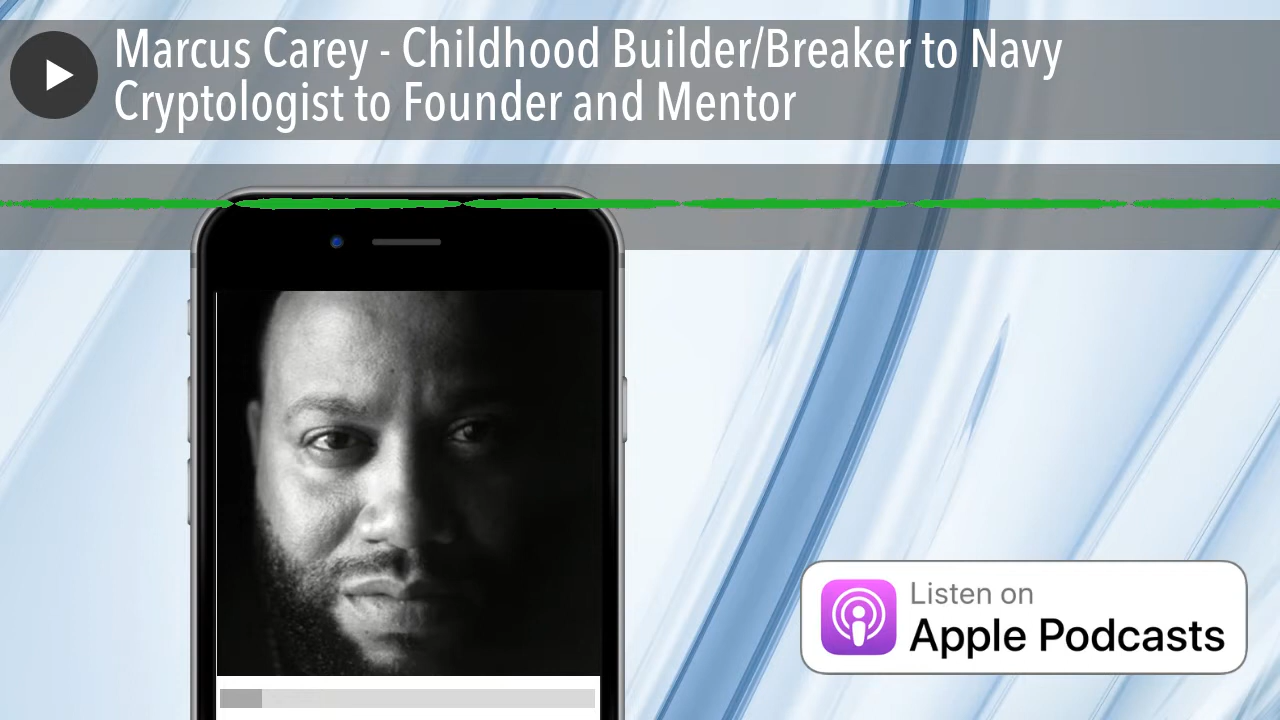 Marcus Carey - Childhood Builder/Breaker to Navy
Cryptologist to Founder and Mentor
Listen on
Apple Podcasts